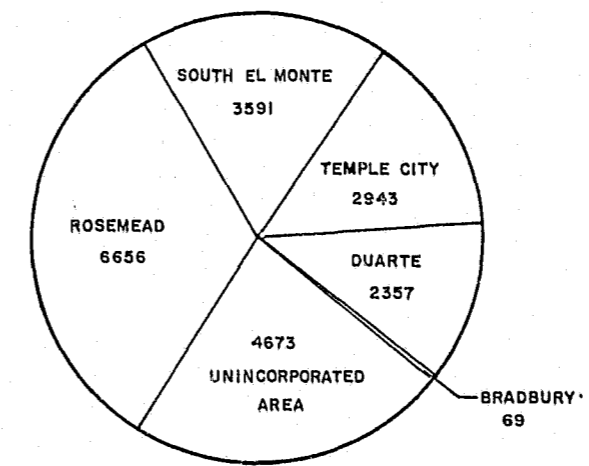 SOUTH EL MONTE
3591
TEMPLE CITY
2943
ROSEMEAD
6656
DUARTE
2357
4673
UNINCORPORATED
AREA
BRADBURY
69